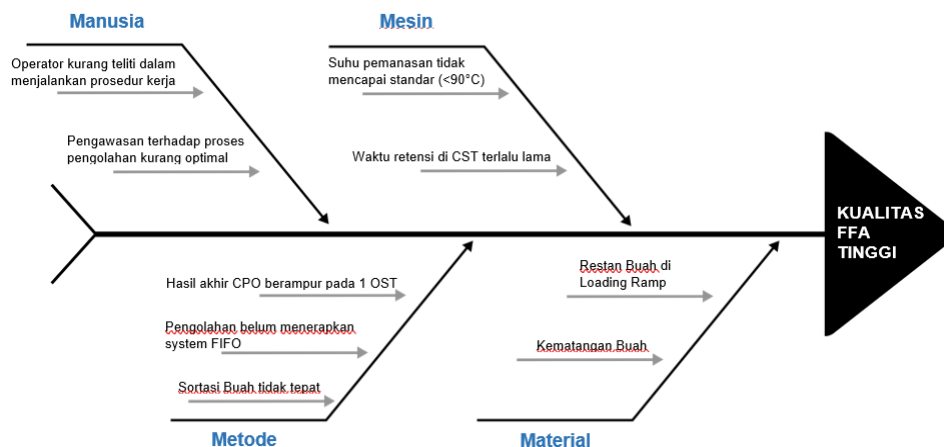 Manusia
Operator kurang teliti dalam
menjalankan prosedur kerja
Pengawasan terhadap proses
pengolahan kurang optimal
Mesin
Suhu pemanasan tidak
mencapai standar (<90°C)
Waktu retensi di CST terlalu lama
KUALITAS
FFA
TINGGI
Hasil akhir CPO berampur pada 1 OST
Pengolahan belum menerapkan
system FIFO
Sortasi Buah tidak tepat
Metode
Restan Buah di
Loading Ramp
Kematangan Buah
Material